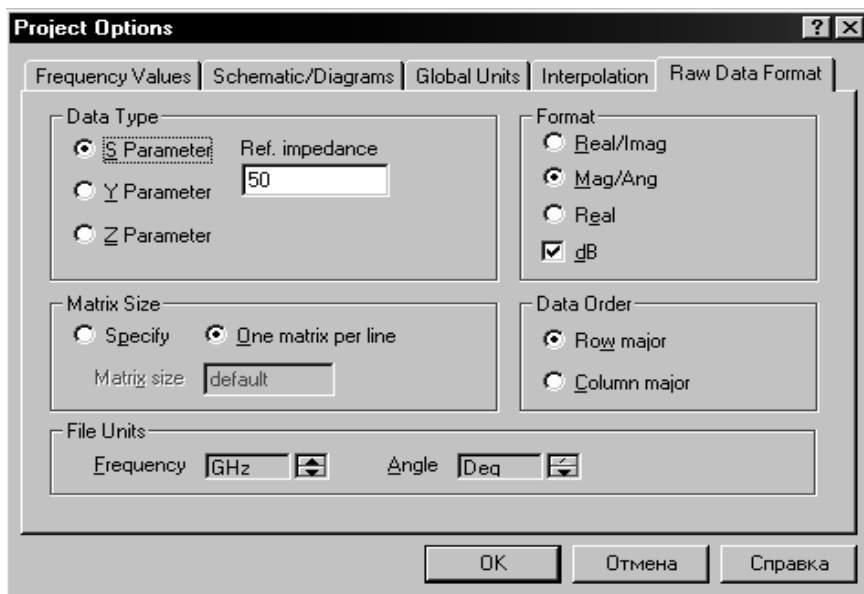 Project Options
Frequency Values Schematic/Diagrams Global Units Interpolation Raw Data Format
Data Type
S Parameter
Ref. impedance
50
Y Parameter
Z Parameter
Format
Real/Imag
Mag/Ang
Real
dB
Matrix Size
Specify One matrix per line
Matrix size default
Data Order
Row major
Column major
File Units
Frequency GHz Angle Deg
OK Отмена Справка